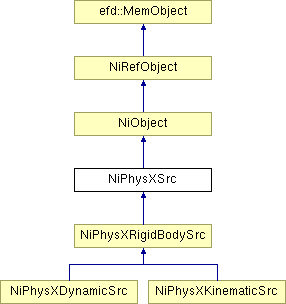 efd::MemObject
NiRefObject
NiObject
NiPhysXSrc
NiPhysXRigidBodySrc
NiPhysXDynamicSrc NiPhysXKinematicSrc